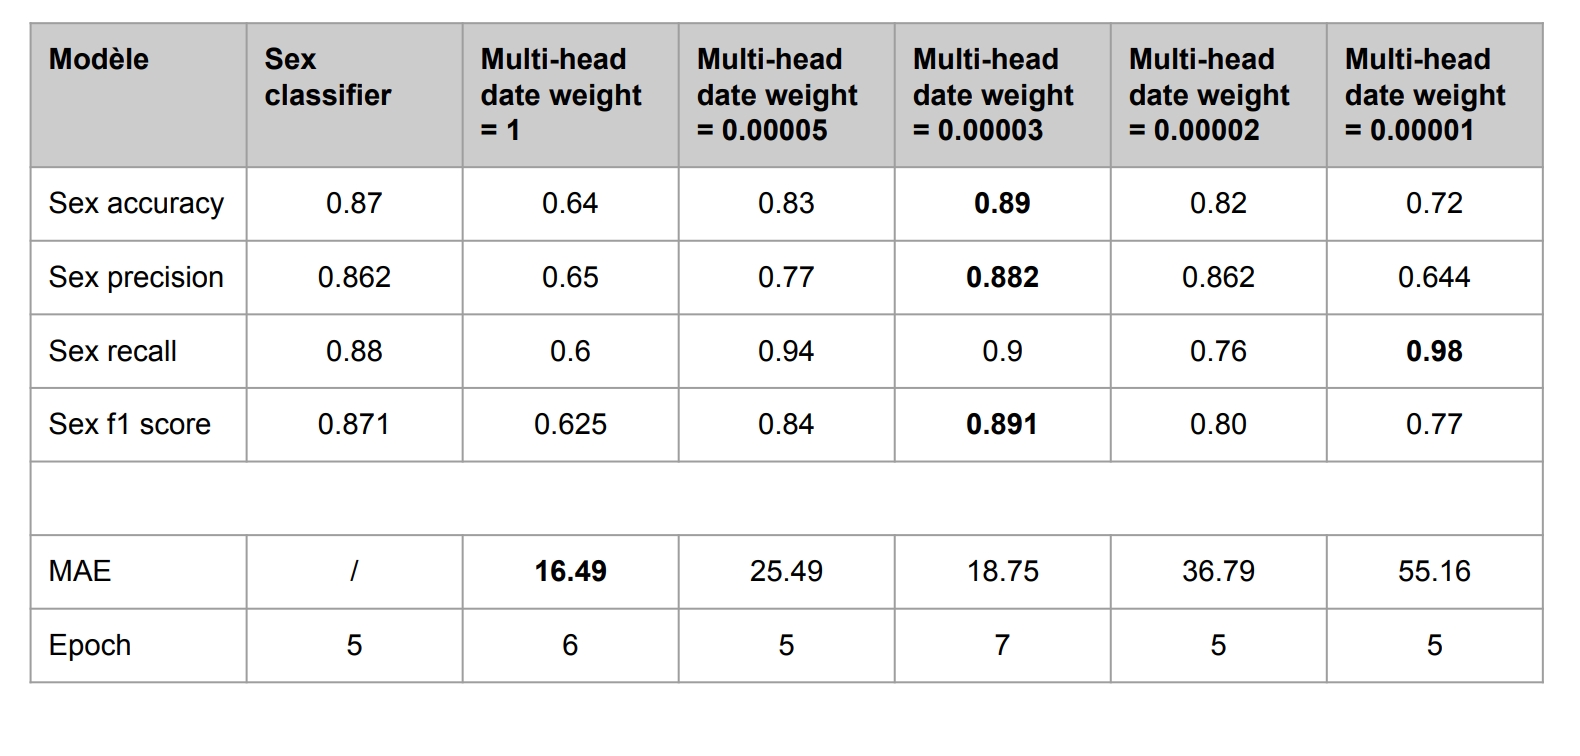 Modèle Sex classifier Multi-head date weight = 1 Multi-head date weight = 0.00005 Multi-head date weight = 0.00003 Multi-head date weight = 0.00002 Multi-head date weight = 0.00001
Sex accuracy 0.87 0.64 0.83 0.89 0.82 0.72
Sex precision 0.862 0.65 0.77 0.882 0.862 0.644
Sex recall 0.88 0.6 0.94 0.9 0.76 0.98
Sex f1 score 0.871 0.625 0.84 0.891 0.80 0.77
MAE / 16.49 25.49 18.75 36.79 55.16
Epoch 5 6 5 7 5 5